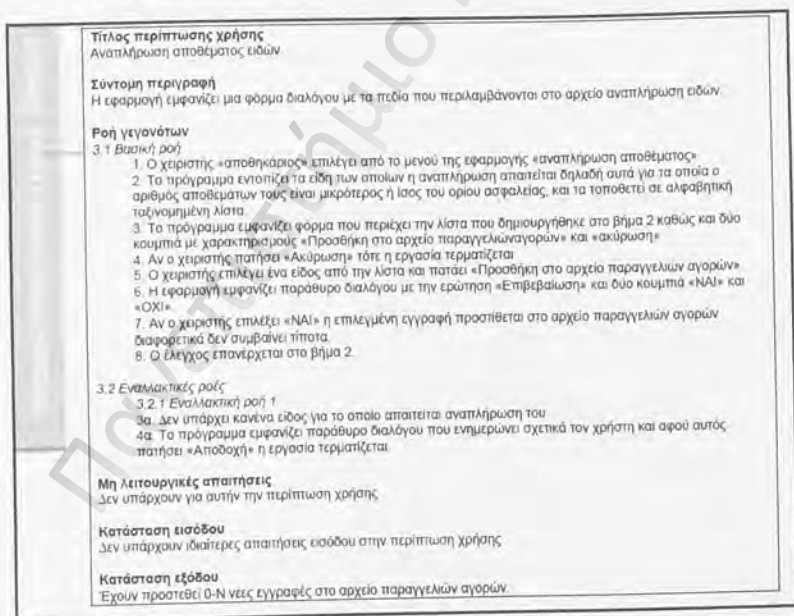 Τίτλος περίπτωσης χρήσης
Αναπλήρωση αποθέματος ειδών
Σύντομη περιγραφή
Η εφαρμογή εμφανίζει μια φόρμα διαλόγου με τα πεδία που περιλαμβάνονται στο αρχείο αναπλήρωση ειδών.
Ροή γεγονότων
3.1 Βασική ροή
1. Ο χειριστής «αποθηκάριος» επιλέγει από το μενού της εφαρμογής «αναπλήρωση αποθέματος»
2. Το πρόγραμμα εντοπίζει τα είδη των οποίων η αναπλήρωση απαιτείται δηλαδή αυτά για τα οποία ο
αριθμός αποθεμάτων τους είναι μικρότερος ή ίσος του ορίου ασφαλείας, και τα τοποθετεί σε αλφαβητική
ταξινομημένη λίστα.
3. Το πρόγραμμα εμφανίζει φόρμα που περιέχει την λίστα που δημιουργήθηκε στο βήμα 2 καθώς και δύο
κουμπιά με χαρακτηρισμούς «Προσθήκη στο αρχείο παραγγελιώναγορών» και «ακύρωση»
4. Αν ο χειριστής πατήσει «Ακύρωση» τότε η εργασία τερματίζεται
5. Ο χειριστής επιλέγει ένα είδος από την λίστα και πατάει «Προσθήκη στο αρχείο παραγγελιών αγορών»
6. Η εφαρμογή εμφανίζει παράθυρο διαλόγου με την ερώτηση «Επιβεβαίωση» και δύο κουμπιά «ΝΑΙ» και
«ΟΧΙ»
7. Αν ο χειριστής επιλέξει «ΝΑΙ» η επιλεγμένη εγγραφή προστίθεται στο αρχείο παραγγελιών αγορών
διαφορετικά δεν συμβαίνει τίποτα.
8. Ο έλεγχος επανέρχεται στο βήμα 2.
3.2 Εναλλακτικές ροές
3.2.1 Εναλλακτική ροή 1
3α. Δεν υπάρχει κανένα είδος για το οποίο απαιτείται αναπλήρωση του
4α. Το πρόγραμμα εμφανίζει παράθυρο διαλόγου που ενημερώνει σχετικά τον χρήστη και αφού αυτός
πατήσει «Αποδοχή» η εργασία τερματίζεται
Μη λειτουργικές απαιτήσεις
Δεν υπάρχουν για αυτήν την περίπτωση χρήσης
Κατάσταση εισόδου
Δεν υπάρχουν ιδιαίτερες απαιτήσεις εισόδου στην περίπτωση χρήσης
Κατάσταση εξόδου
Έχουν προστεθεί 0-Ν νέες εγγραφές στο αρχείο παραγγελιών αγορών.